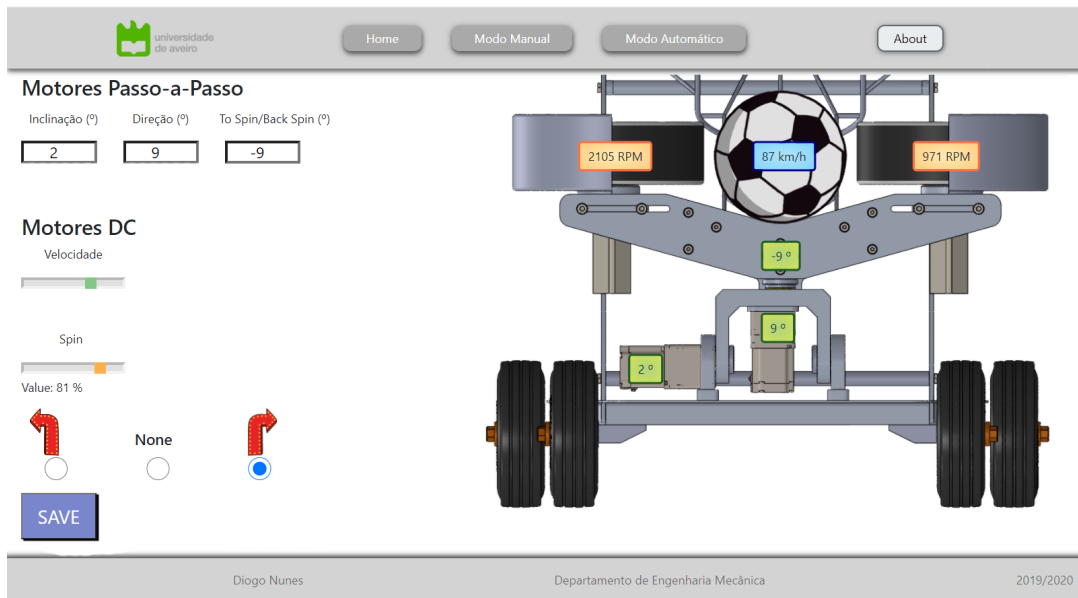 universidade
de aveiro
Home
Modo Manual
Modo Automático
About
Motores Passo-a-Passo
Inclinação (º)
Direção (º)
To Spin/Back Spin (º)
2
9
-9
Motores DC
Velocidade
Spin
Value: 81 %
None
SAVE
2105 RPM
87 km/h
971 RPM
-9 º
9 º
2 º
Diogo Nunes
Departamento de Engenharia Mecânica
2019/2020